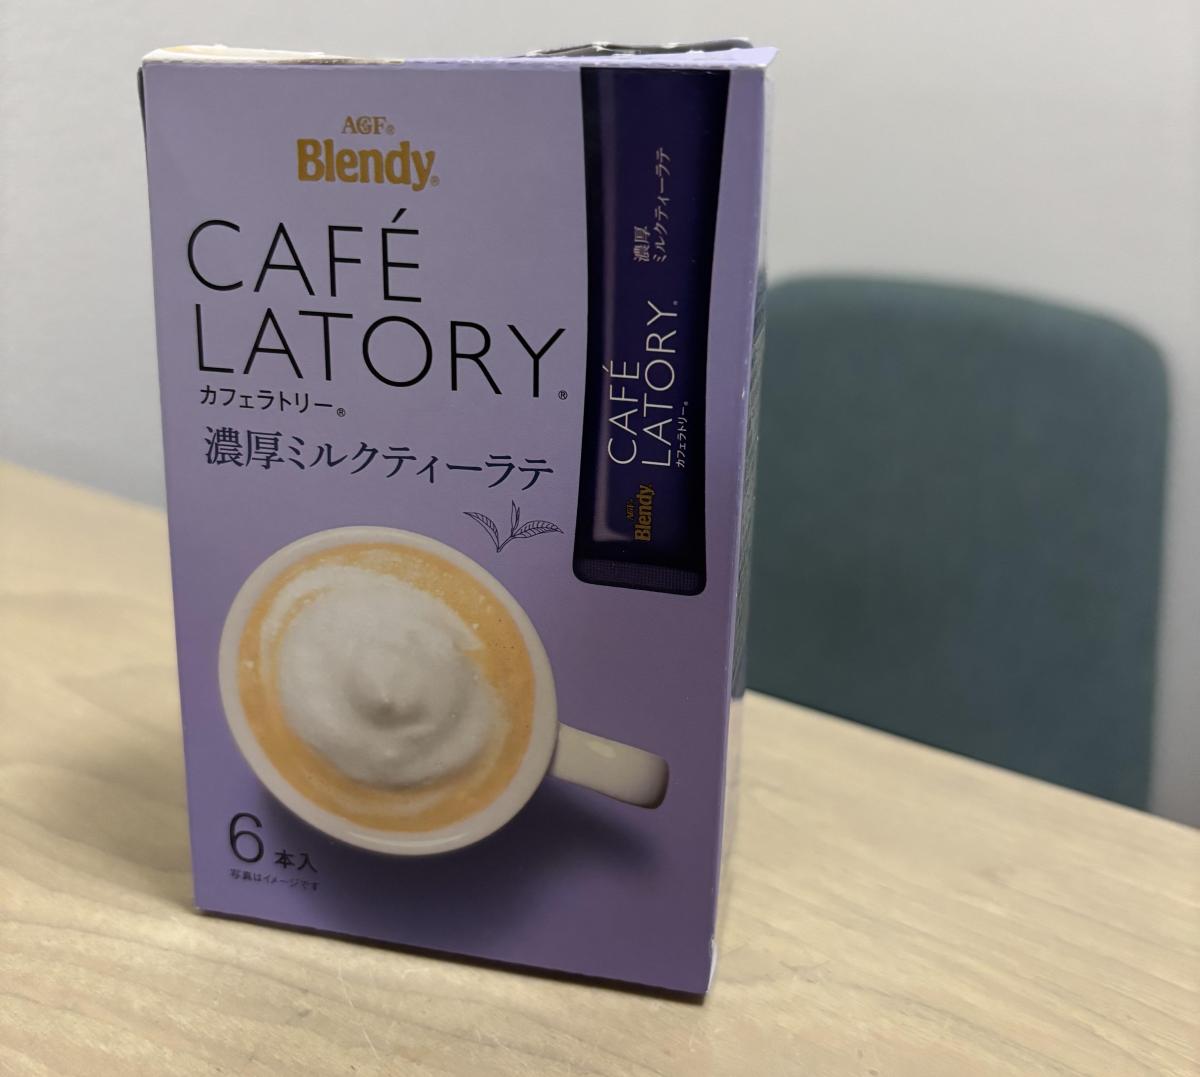 AGF®
Blendy®
CAFÉ
LATORY®
カフェラトリー®
濃厚ミルクティーラテ
6本入
写真はイメージです
濃厚
ミルクティーラテ
CAFÉ
LATORY®
カフェラトリー®
AGF®
Blendy®